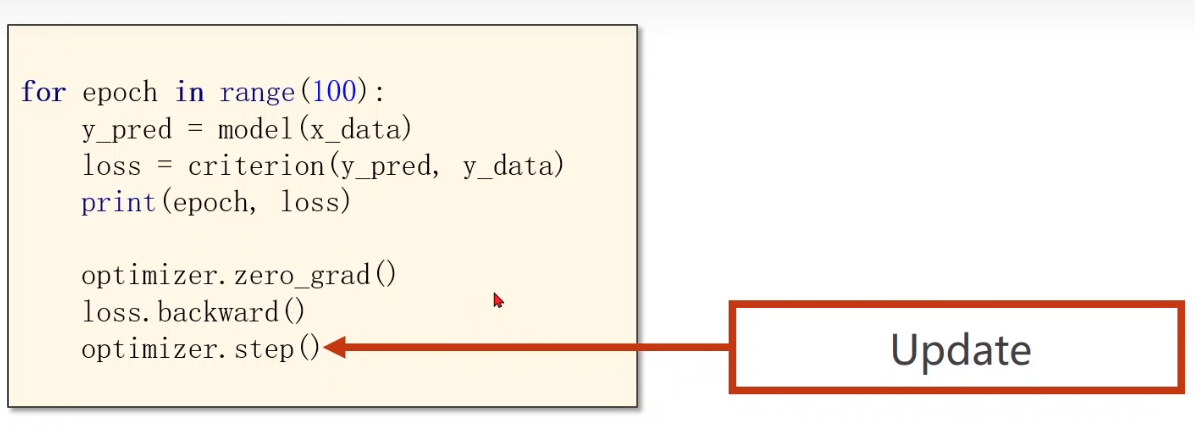 for epoch in range(100):
    y_pred = model(x_data)
    loss = criterion(y_pred, y_data)
    print(epoch, loss)
    optimizer.zero_grad()
    loss.backward()
    optimizer.step()
Update